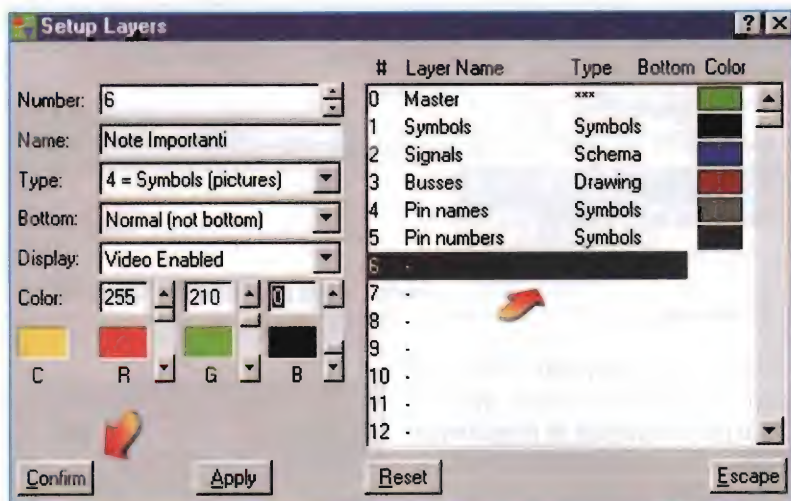 Setup Layers
Number: 6
Name: Note Importanti
Type: 4 = Symbols (pictures)
Bottom: Normal (not bottom)
Display: Video Enabled
Color: 255 210 0
C R G B
Confirm Apply
# Layer Name Type Bottom Color
0 Master ***
1 Symbols Symbols
2 Signals Schema
3 Busses Drawing
4 Pin names Symbols
5 Pin numbers Symbols
6 -
7 -
8 -
9 -
10 -
11 -
12 -
Reset Escape